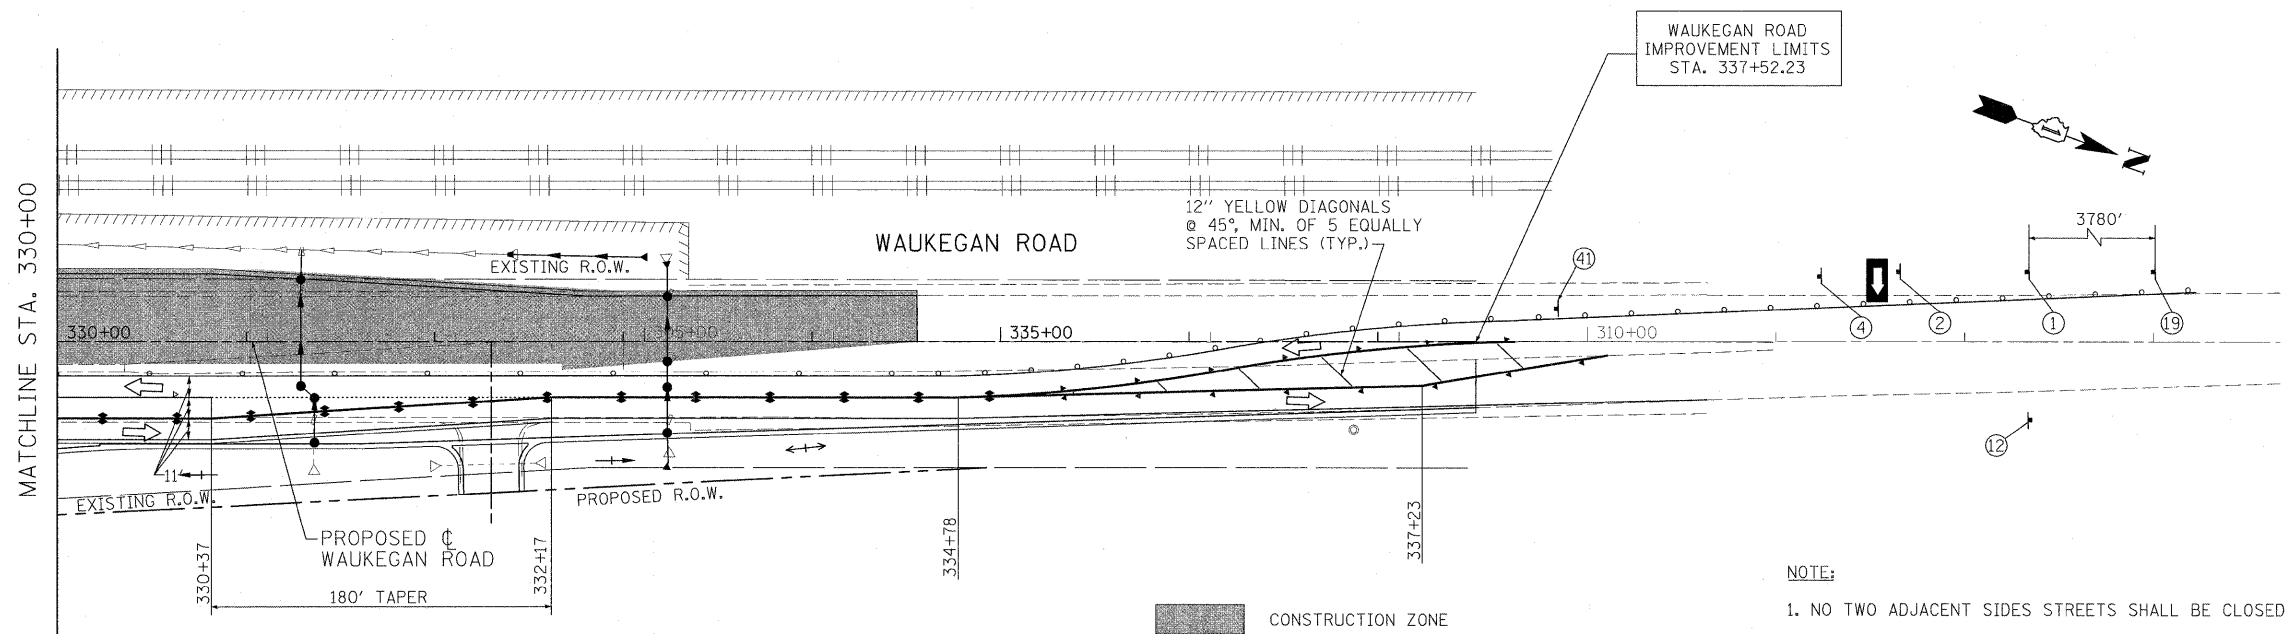 WAUKEGAN ROAD
IMPROVEMENT LIMITS
STA. 337+52.23
N
MATCHLINE STA. 330+00
12" YELLOW DIAGONALS
@ 45°, MIN. OF 5 EQUALLY
SPACED LINES (TYP.)
WAUKEGAN ROAD
EXISTING R.O.W.
3780'
41
4
2
1
19
330+00
335+00
310+00
12
11'
EXISTING R.O.W.
PROPOSED R.O.W.
PROPOSED ℄
WAUKEGAN ROAD
330+37
332+17
334+78
337+23
180' TAPER
CONSTRUCTION ZONE
NOTE:
1. NO TWO ADJACENT SIDES STREETS SHALL BE CLOSED